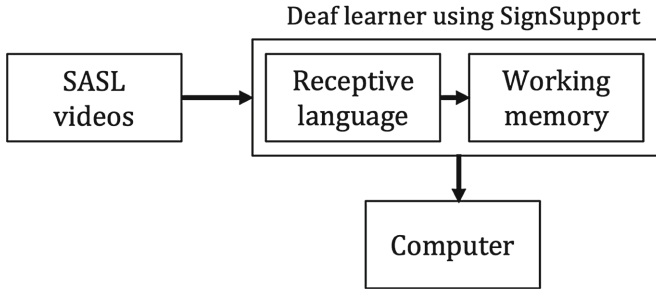 Deaf learner using SignSupport
SASL
videos
Receptive
language
Working
memory
Computer